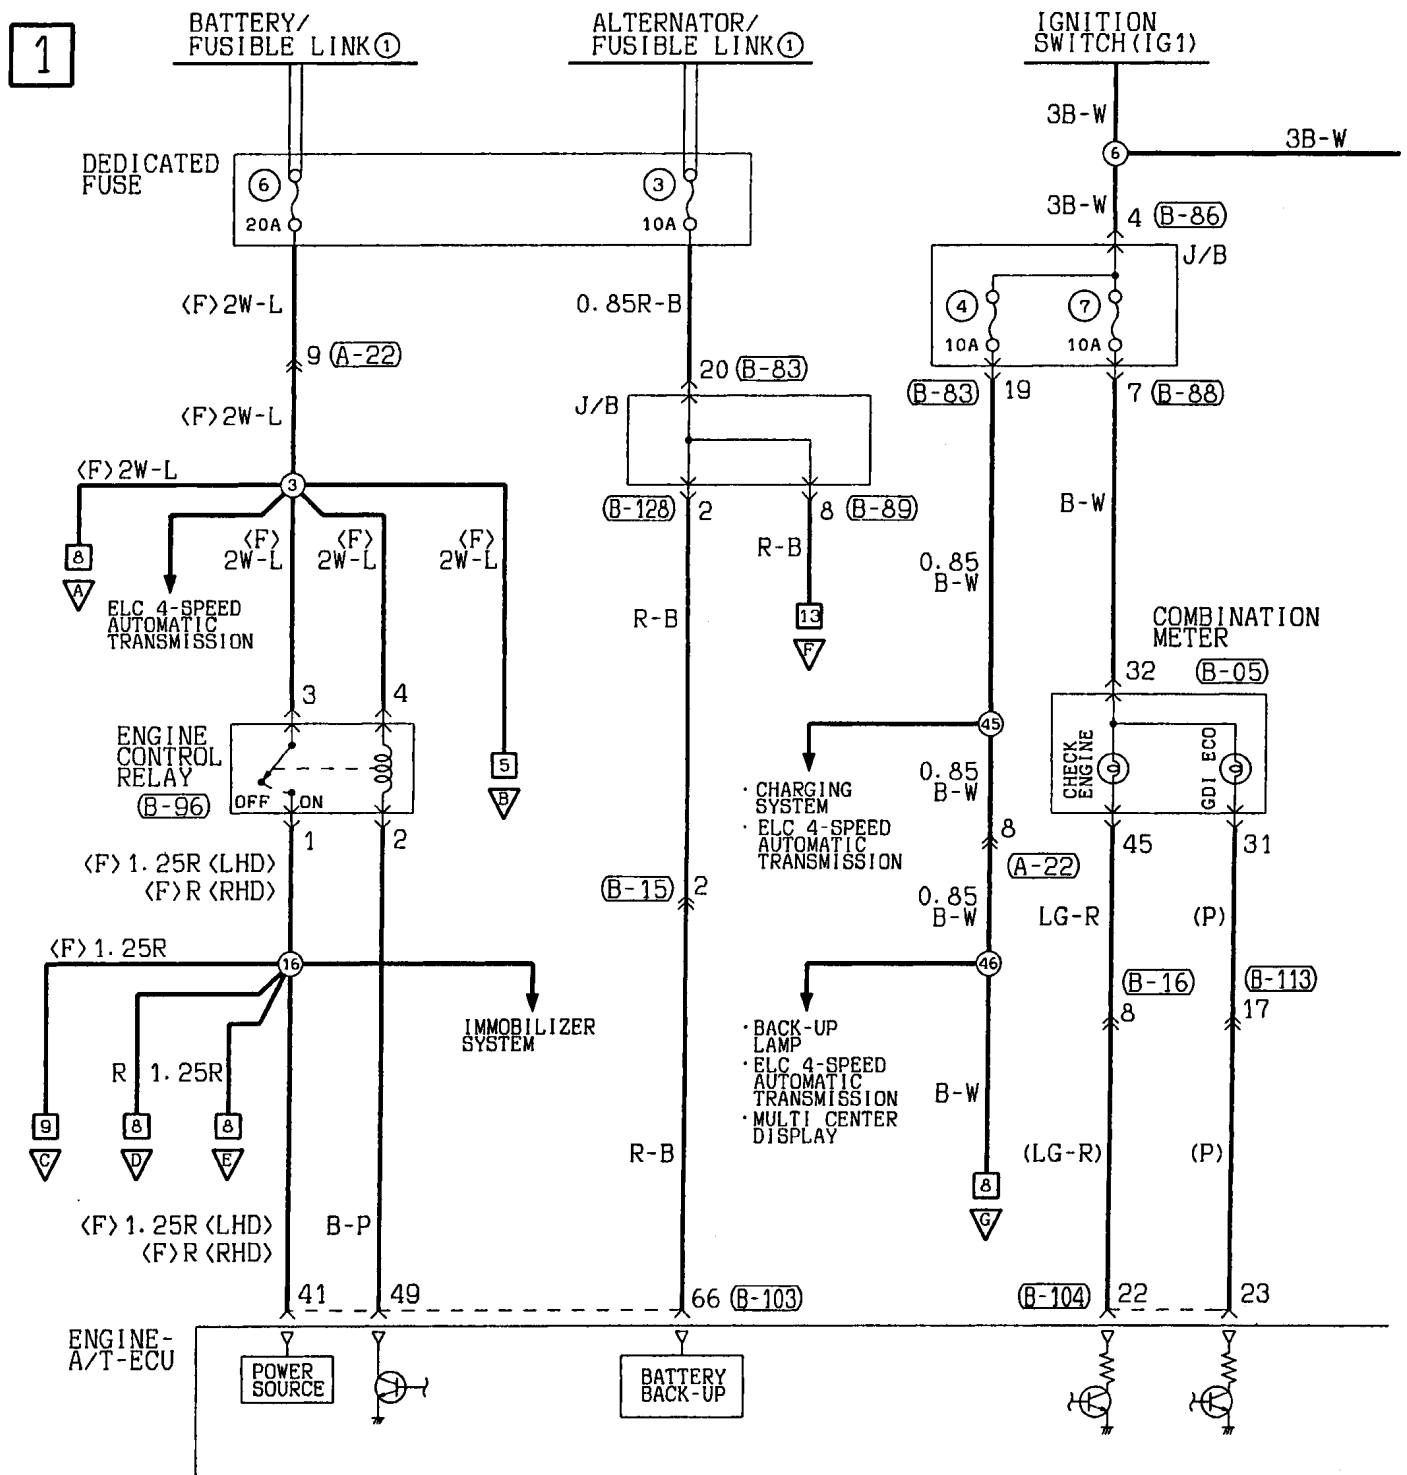 1
BATTERY/
FUSIBLE LINK①
ALTERNATOR/
FUSIBLE LINK①
IGNITION
SWITCH(IG1)
3B-W
6
3B-W
DEDICATED
FUSE
6
20A
3
10A
3B-W
4 B-86
J/B
<F>2W-L
0.85R-B
4
10A
7
10A
9 A-22
20 B-83
B-83 19
7 B-88
<F>2W-L
J/B
<F>2W-L
3
B-128 2
8 B-89
B-W
8
A
<F>
2W-L
<F>
2W-L
<F>
2W-L
R-B
0.85
B-W
ELC 4-SPEED
AUTOMATIC
TRANSMISSION
R-B
13
F
COMBINATION
METER
32 B-05
3
4
45
ENGINE
CONTROL
RELAY
B-96
OFF
ON
5
B
0.85
B-W
CHECK
ENGINE
GDI ECO
· CHARGING
SYSTEM
· ELC 4-SPEED
AUTOMATIC
TRANSMISSION
1
2
8
A-22
45
31
<F>1.25R<LHD>
<F>R<RHD>
B-15 2
0.85
B-W
LG-R
(P)
<F>1.25R
16
46
B-16
8
B-113
17
IMMOBILIZER
SYSTEM
· BACK-UP
LAMP
· ELC 4-SPEED
AUTOMATIC
TRANSMISSION
· MULTI CENTER
DISPLAY
R
1.25R
B-W
9
C
8
D
8
E
R-B
(LG-R)
(P)
8
G
<F>1.25R<LHD>
<F>R<RHD>
B-P
41
49
66 B-103
B-104 22
23
ENGINE-
A/T-ECU
POWER
SOURCE
BATTERY
BACK-UP